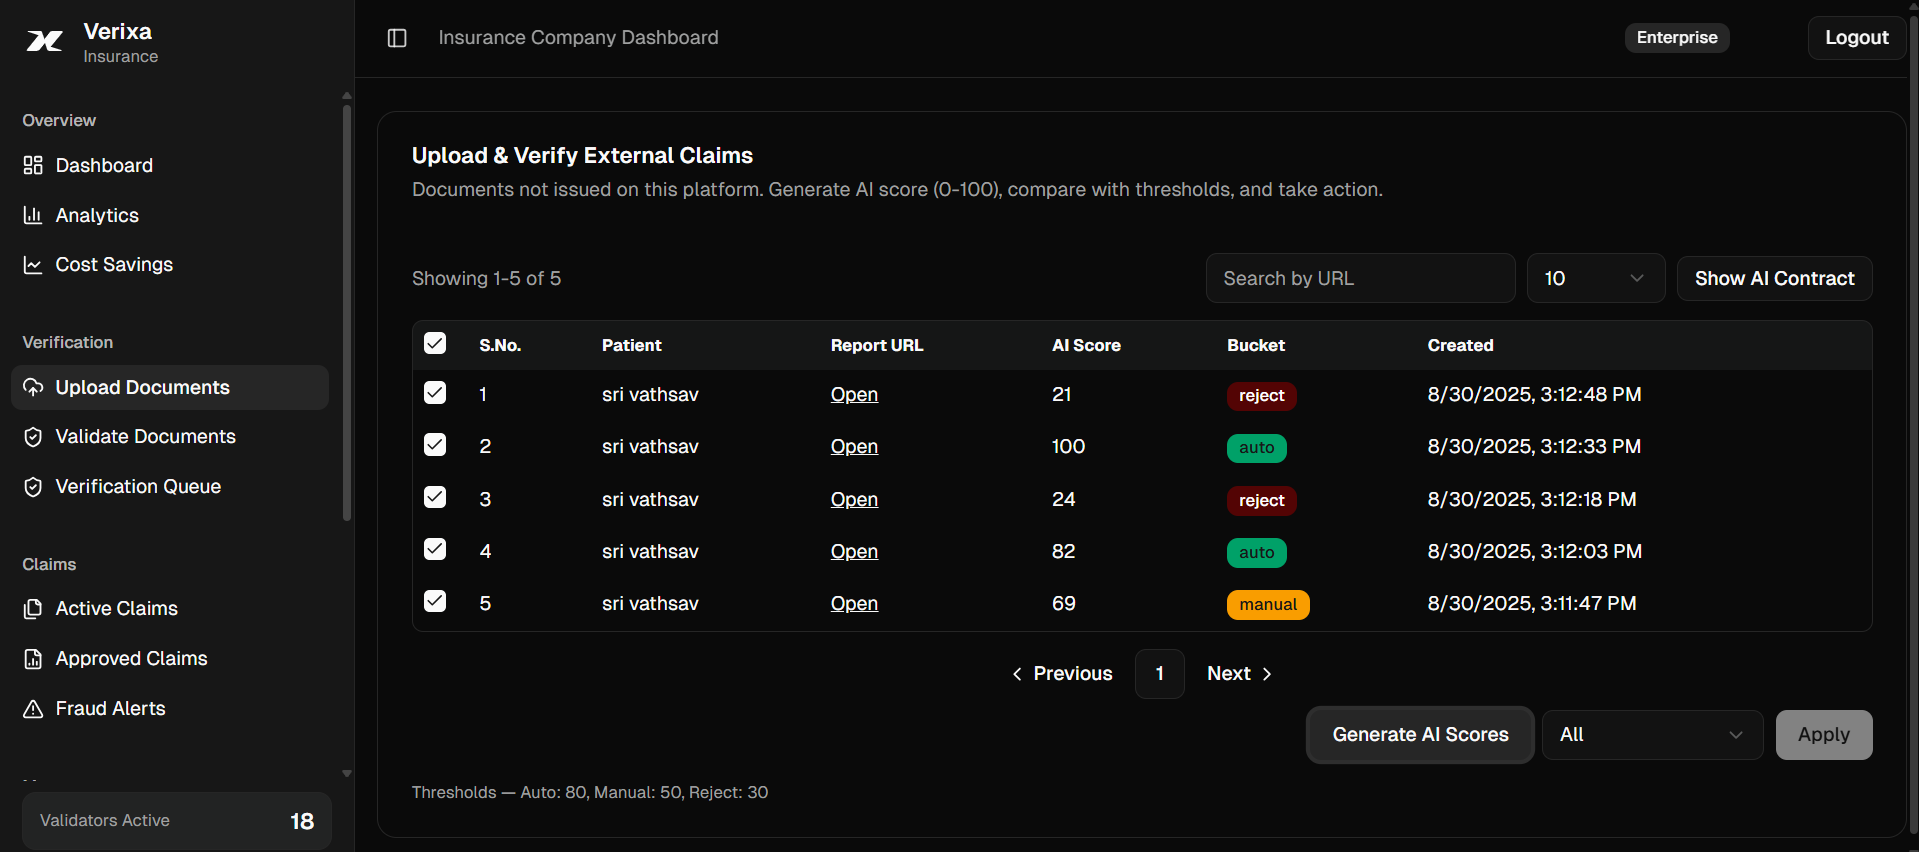 Verixa
Insurance
Overview
Dashboard
Analytics
Cost Savings
Verification
Upload Documents
Validate Documents
Verification Queue
Claims
Active Claims
Approved Claims
Fraud Alerts
Validators Active 18
Insurance Company Dashboard
Enterprise
Logout
Upload & Verify External Claims
Documents not issued on this platform. Generate AI score (0-100), compare with thresholds, and take action.
Showing 1-5 of 5
Search by URL
10
Show AI Contract
S.No. Patient Report URL AI Score Bucket Created
1 sri vathsav Open 21 reject 8/30/2025, 3:12:48 PM
2 sri vathsav Open 100 auto 8/30/2025, 3:12:33 PM
3 sri vathsav Open 24 reject 8/30/2025, 3:12:18 PM
4 sri vathsav Open 82 auto 8/30/2025, 3:12:03 PM
5 sri vathsav Open 69 manual 8/30/2025, 3:11:47 PM
Previous 1 Next
Generate AI Scores
All
Apply
Thresholds — Auto: 80, Manual: 50, Reject: 30